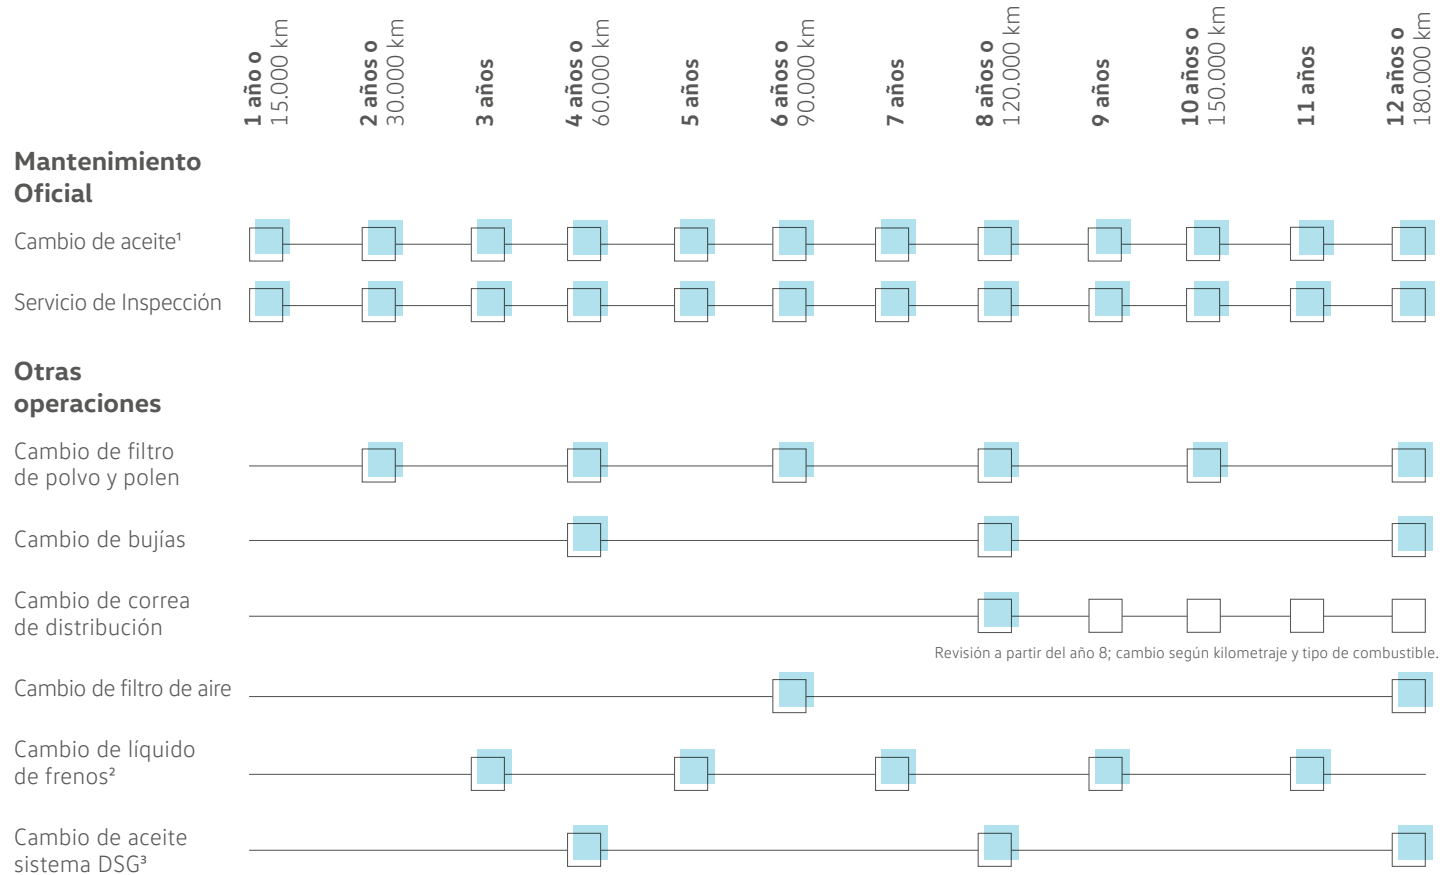 1 año o
15.000 km
2 años o
30.000 km
3 años
4 años o
60.000 km
5 años
6 años o
90.000 km
7 años
8 años o
120.000 km
9 años
10 años o
150.000 km
11 años
12 años o
180.000 km
Mantenimiento
Oficial
Cambio de aceite¹
Servicio de Inspección
Otras
operaciones
Cambio de filtro
de polvo y polen
Cambio de bujías
Cambio de correa
de distribución
Revisión a partir del año 8; cambio según kilometraje y tipo de combustible.
Cambio de filtro de aire
Cambio de líquido
de frenos²
Cambio de aceite
sistema DSG³